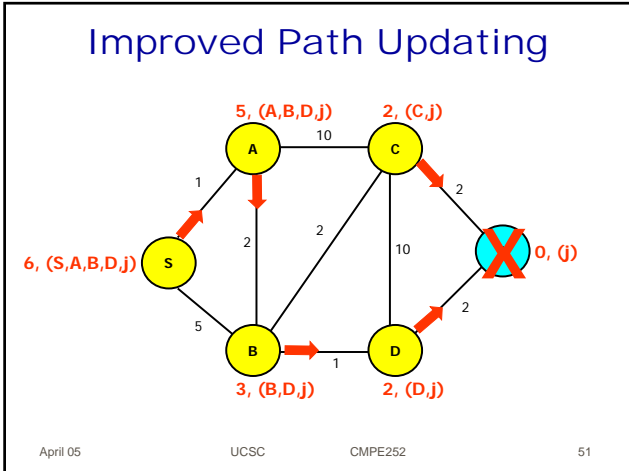 Improved Path Updating
5, (A,B,D,j)
2, (C,j)
A
10
C
1
2
2
2
10
6, (S,A,B,D,j)
S
X
0, (j)
5
2
B
1
D
3, (B,D,j)
2, (D,j)
April 05 UCSC CMPE252 51